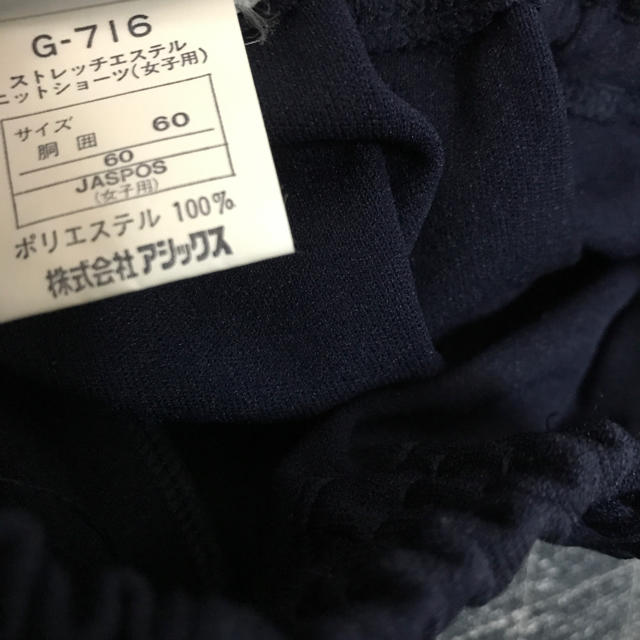 G-716
ストレッチエステル
ニットショーツ(女子用)
サイズ 60
胴囲
60
JASPOS
(女子用)
ポリエステル 100%
株式会社アシックス